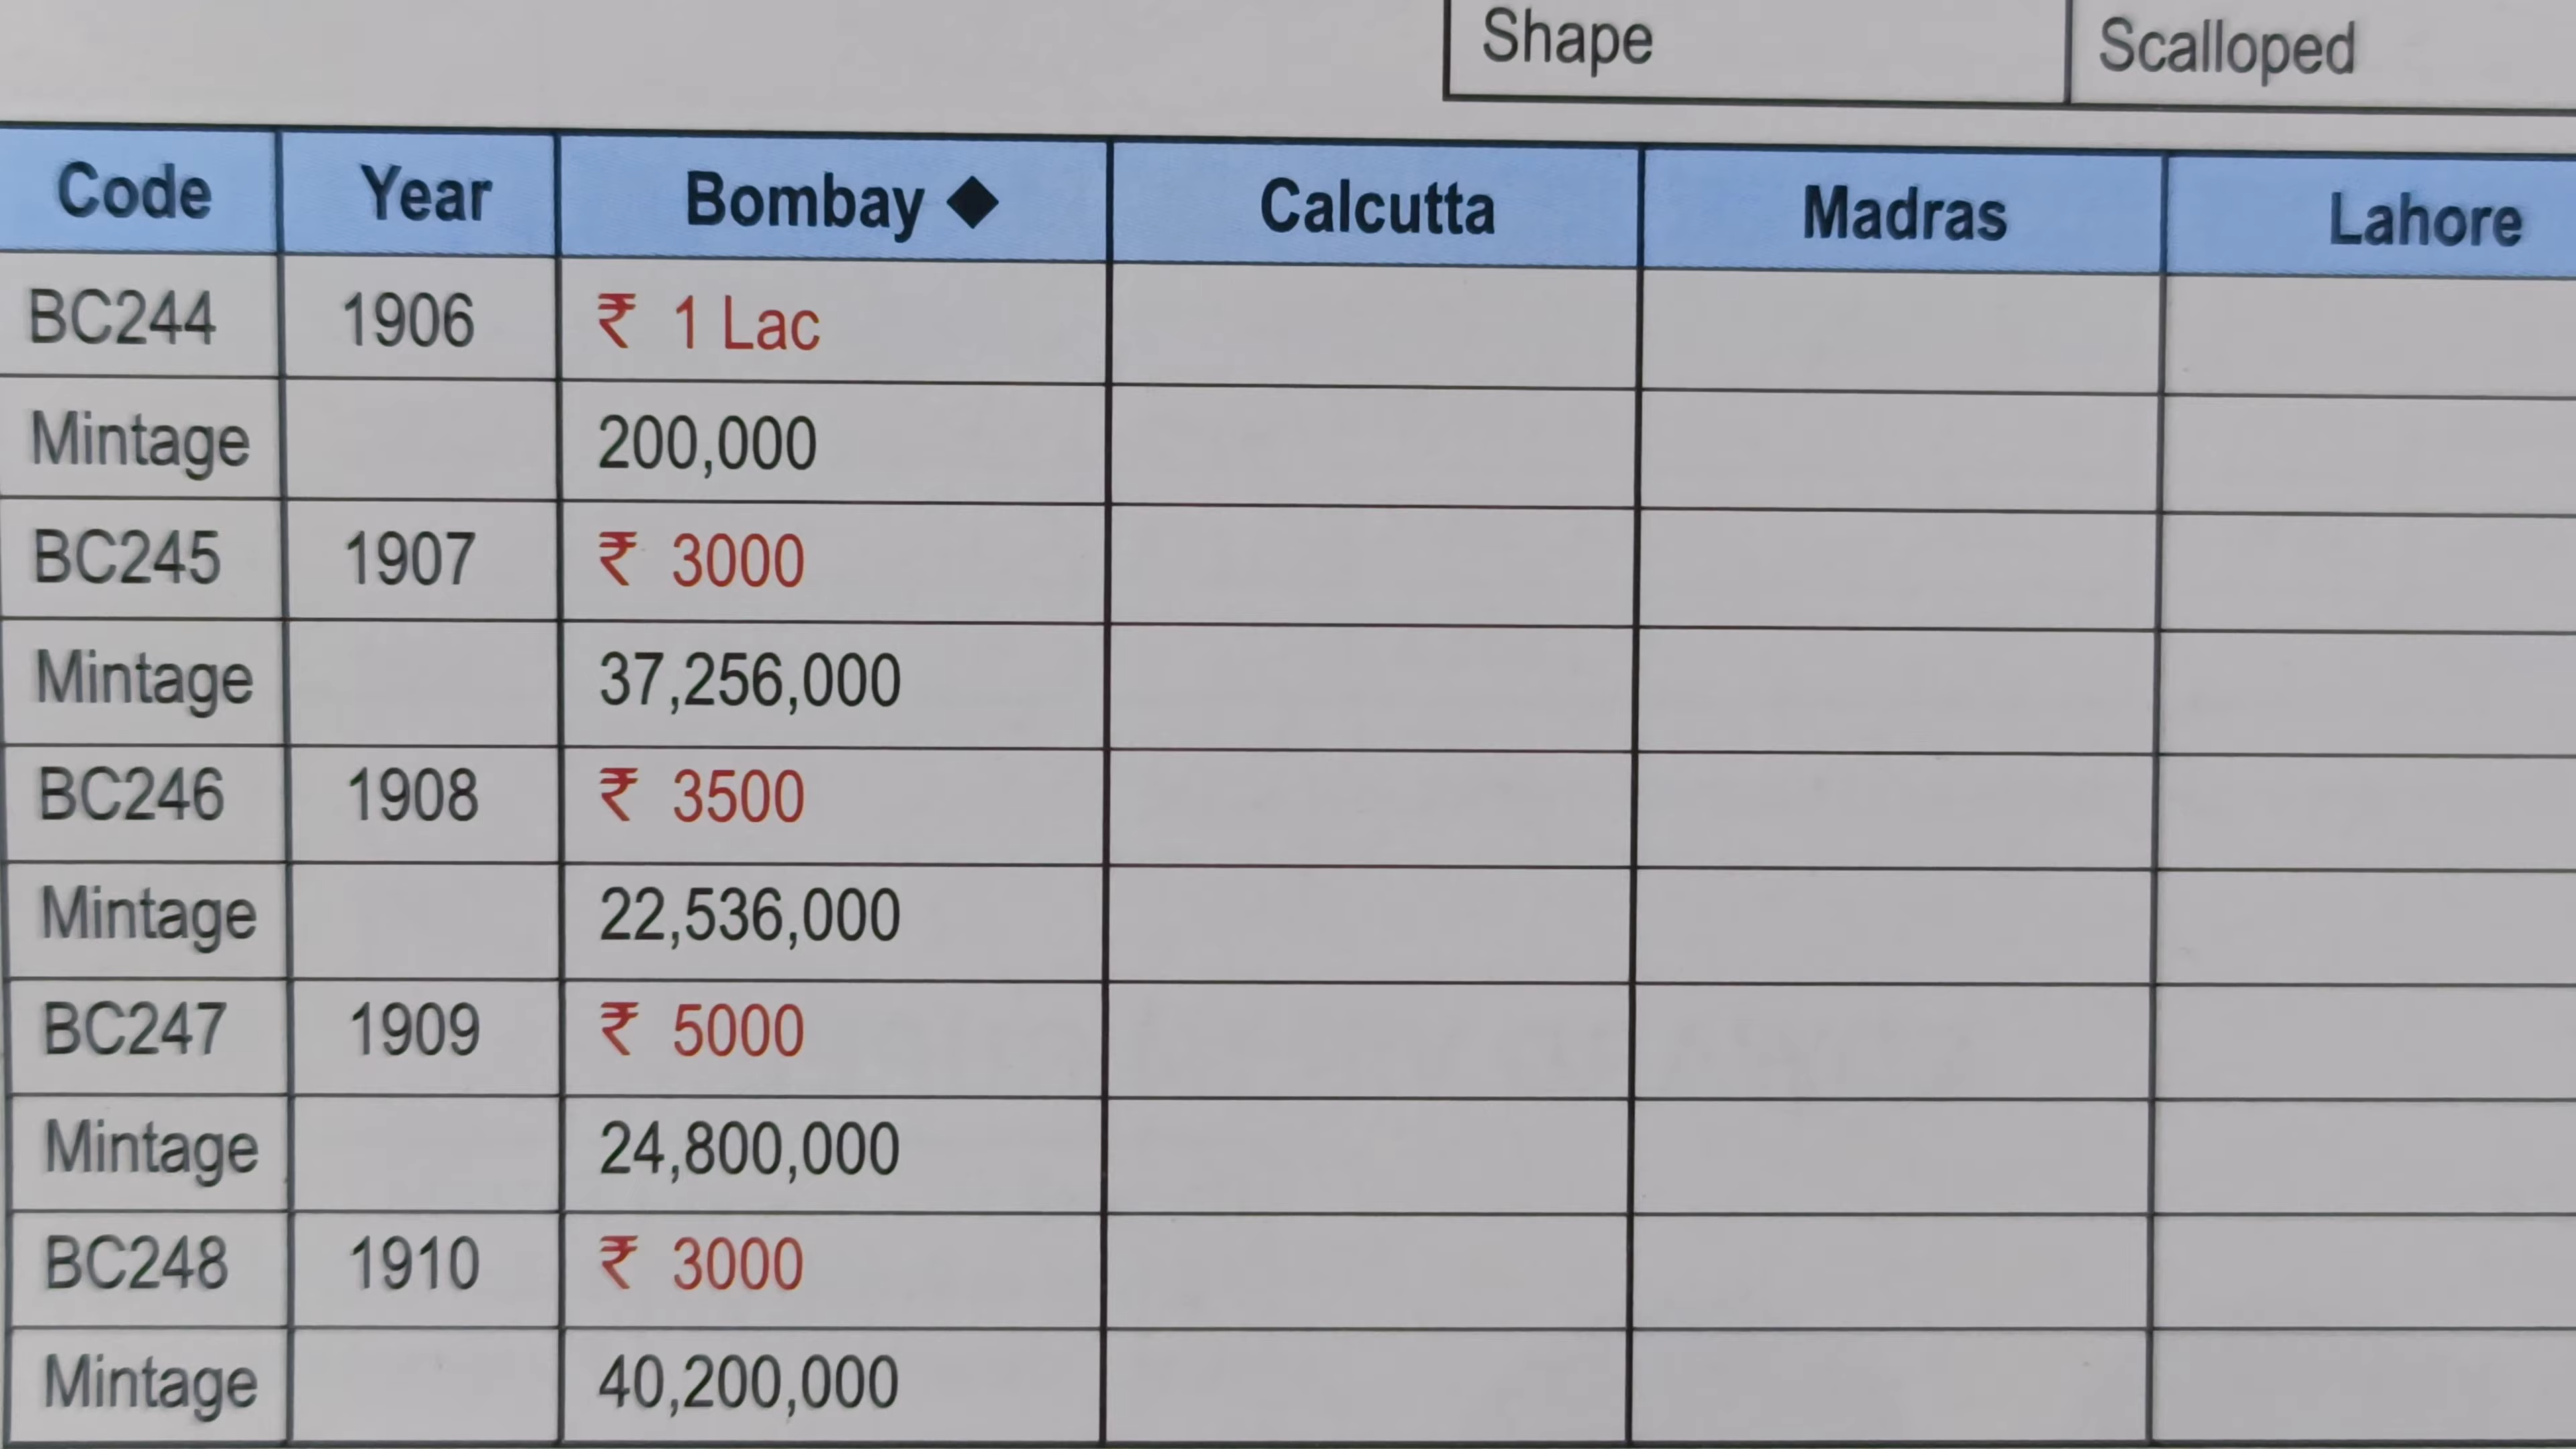 Shape Scalloped
Code Year Bombay ◆ Calcutta Madras Lahore
BC244 1906 ₹ 1 Lac
Mintage 200,000
BC245 1907 ₹ 3000
Mintage 37,256,000
BC246 1908 ₹ 3500
Mintage 22,536,000
BC247 1909 ₹ 5000
Mintage 24,800,000
BC248 1910 ₹ 3000
Mintage 40,200,000